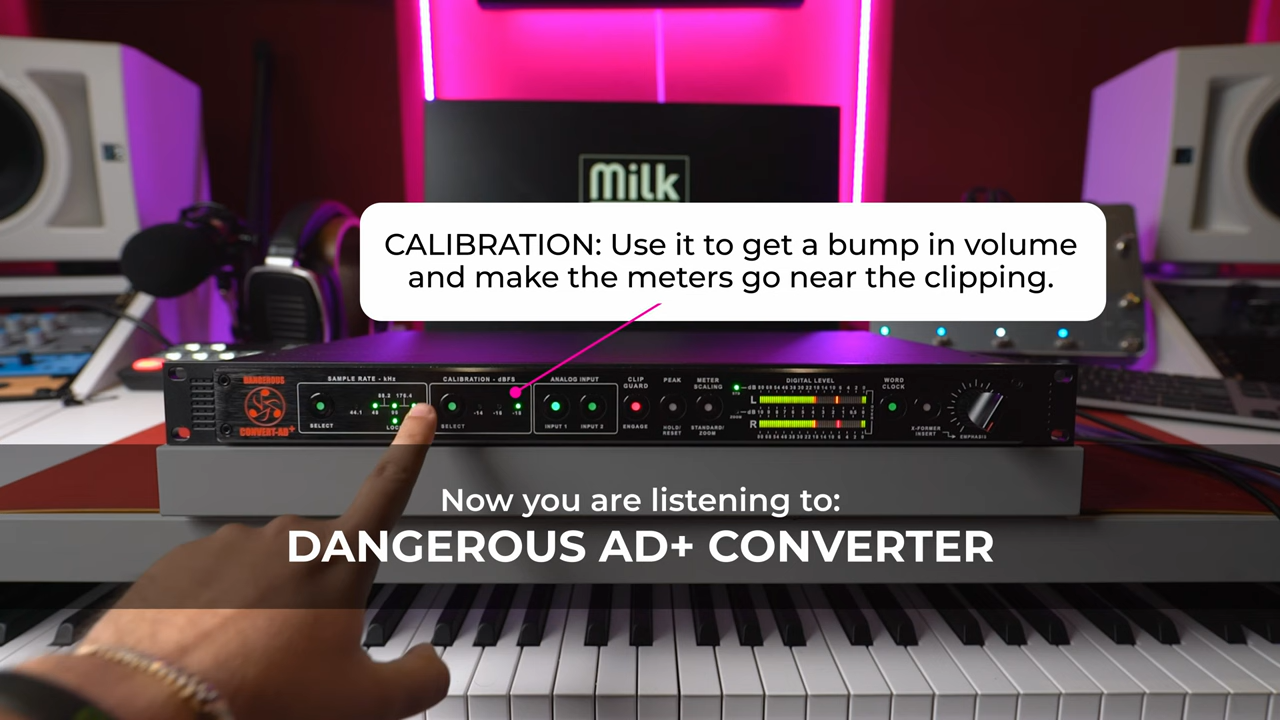 Milk
CALIBRATION: Use it to get a bump in volume
and make the meters go near the clipping.
DANGEROUS
CONVERT-AD+
SAMPLE RATE - kHz
88.2 176.4
44.1 48 96
SELECT
CALIBRATION - dBFS
-14 -16 -18
SELECT
ANALOG INPUT
INPUT 1 INPUT 2
CLIP
GUARD
ENGAGE
PEAK
HOLD/
RESET
METER
SCALING
STANDARD/
ZOOM
DIGITAL LEVEL
L
R
WORD
CLOCK
X-FORMER
INSERT
EMPHASIS
Now you are listening to:
DANGEROUS AD+ CONVERTER